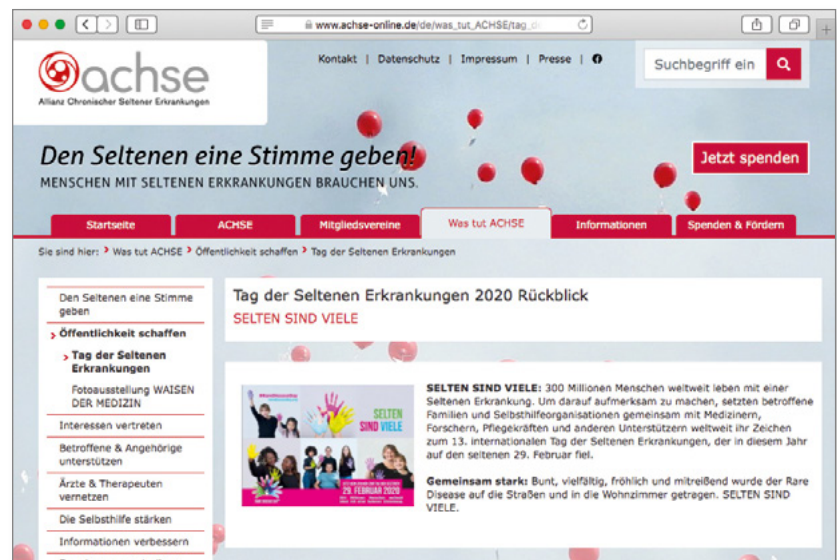 www.achse-online.de/de/was_tut_ACHSE/tag_d
achse
Allianz Chronischer Seltener Erkrankungen
Kontakt | Datenschutz | Impressum | Presse |
Suchbegriff ein
Den Seltenen eine Stimme geben!
MENSCHEN MIT SELTENEN ERKRANKUNGEN BRAUCHEN UNS.
Jetzt spenden
Startseite ACHSE Mitgliedsvereine Was tut ACHSE Informationen Spenden & Fördern
Sie sind hier: Was tut ACHSE Öffentlichkeit schaffen Tag der Seltenen Erkrankungen
Den Seltenen eine Stimme
geben
Öffentlichkeit schaffen
Tag der Seltenen
Erkrankungen
Fotoausstellung WAISEN
DER MEDIZIN
Interessen vertreten
Betroffene & Angehörige
unterstützen
Ärzte & Therapeuten
vernetzen
Die Selbsthilfe stärken
Informationen verbessern
Tag der Seltenen Erkrankungen 2020 Rückblick
SELTEN SIND VIELE
SELTEN
SIND VIELE
29. FEBRUAR 2020
SELTEN SIND VIELE: 300 Millionen Menschen weltweit leben mit einer
Seltenen Erkrankung. Um darauf aufmerksam zu machen, setzten betroffene
Familien und Selbsthilfeorganisationen gemeinsam mit Medizinern,
Forschern, Pflegekräften und anderen Unterstützern weltweit ihr Zeichen
zum 13. internationalen Tag der Seltenen Erkrankungen, der in diesem Jahr
auf den seltenen 29. Februar fiel.
Gemeinsam stark: Bunt, vielfältig, fröhlich und mitreißend wurde der Rare
Disease auf die Straßen und in die Wohnzimmer getragen. SELTEN SIND
VIELE.